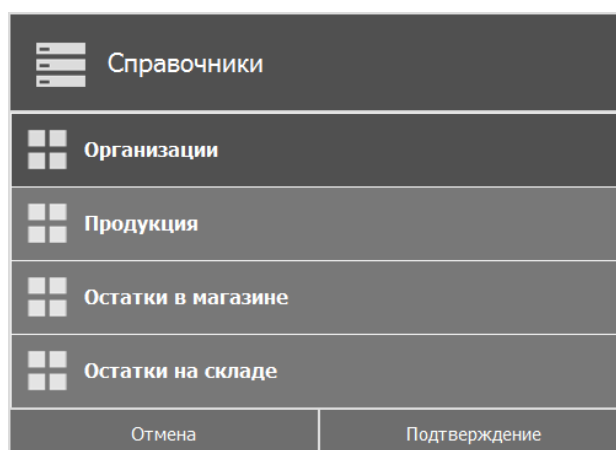 Справочники
Организации
Продукция
Остатки в магазине
Остатки на складе
Отмена Подтверждение